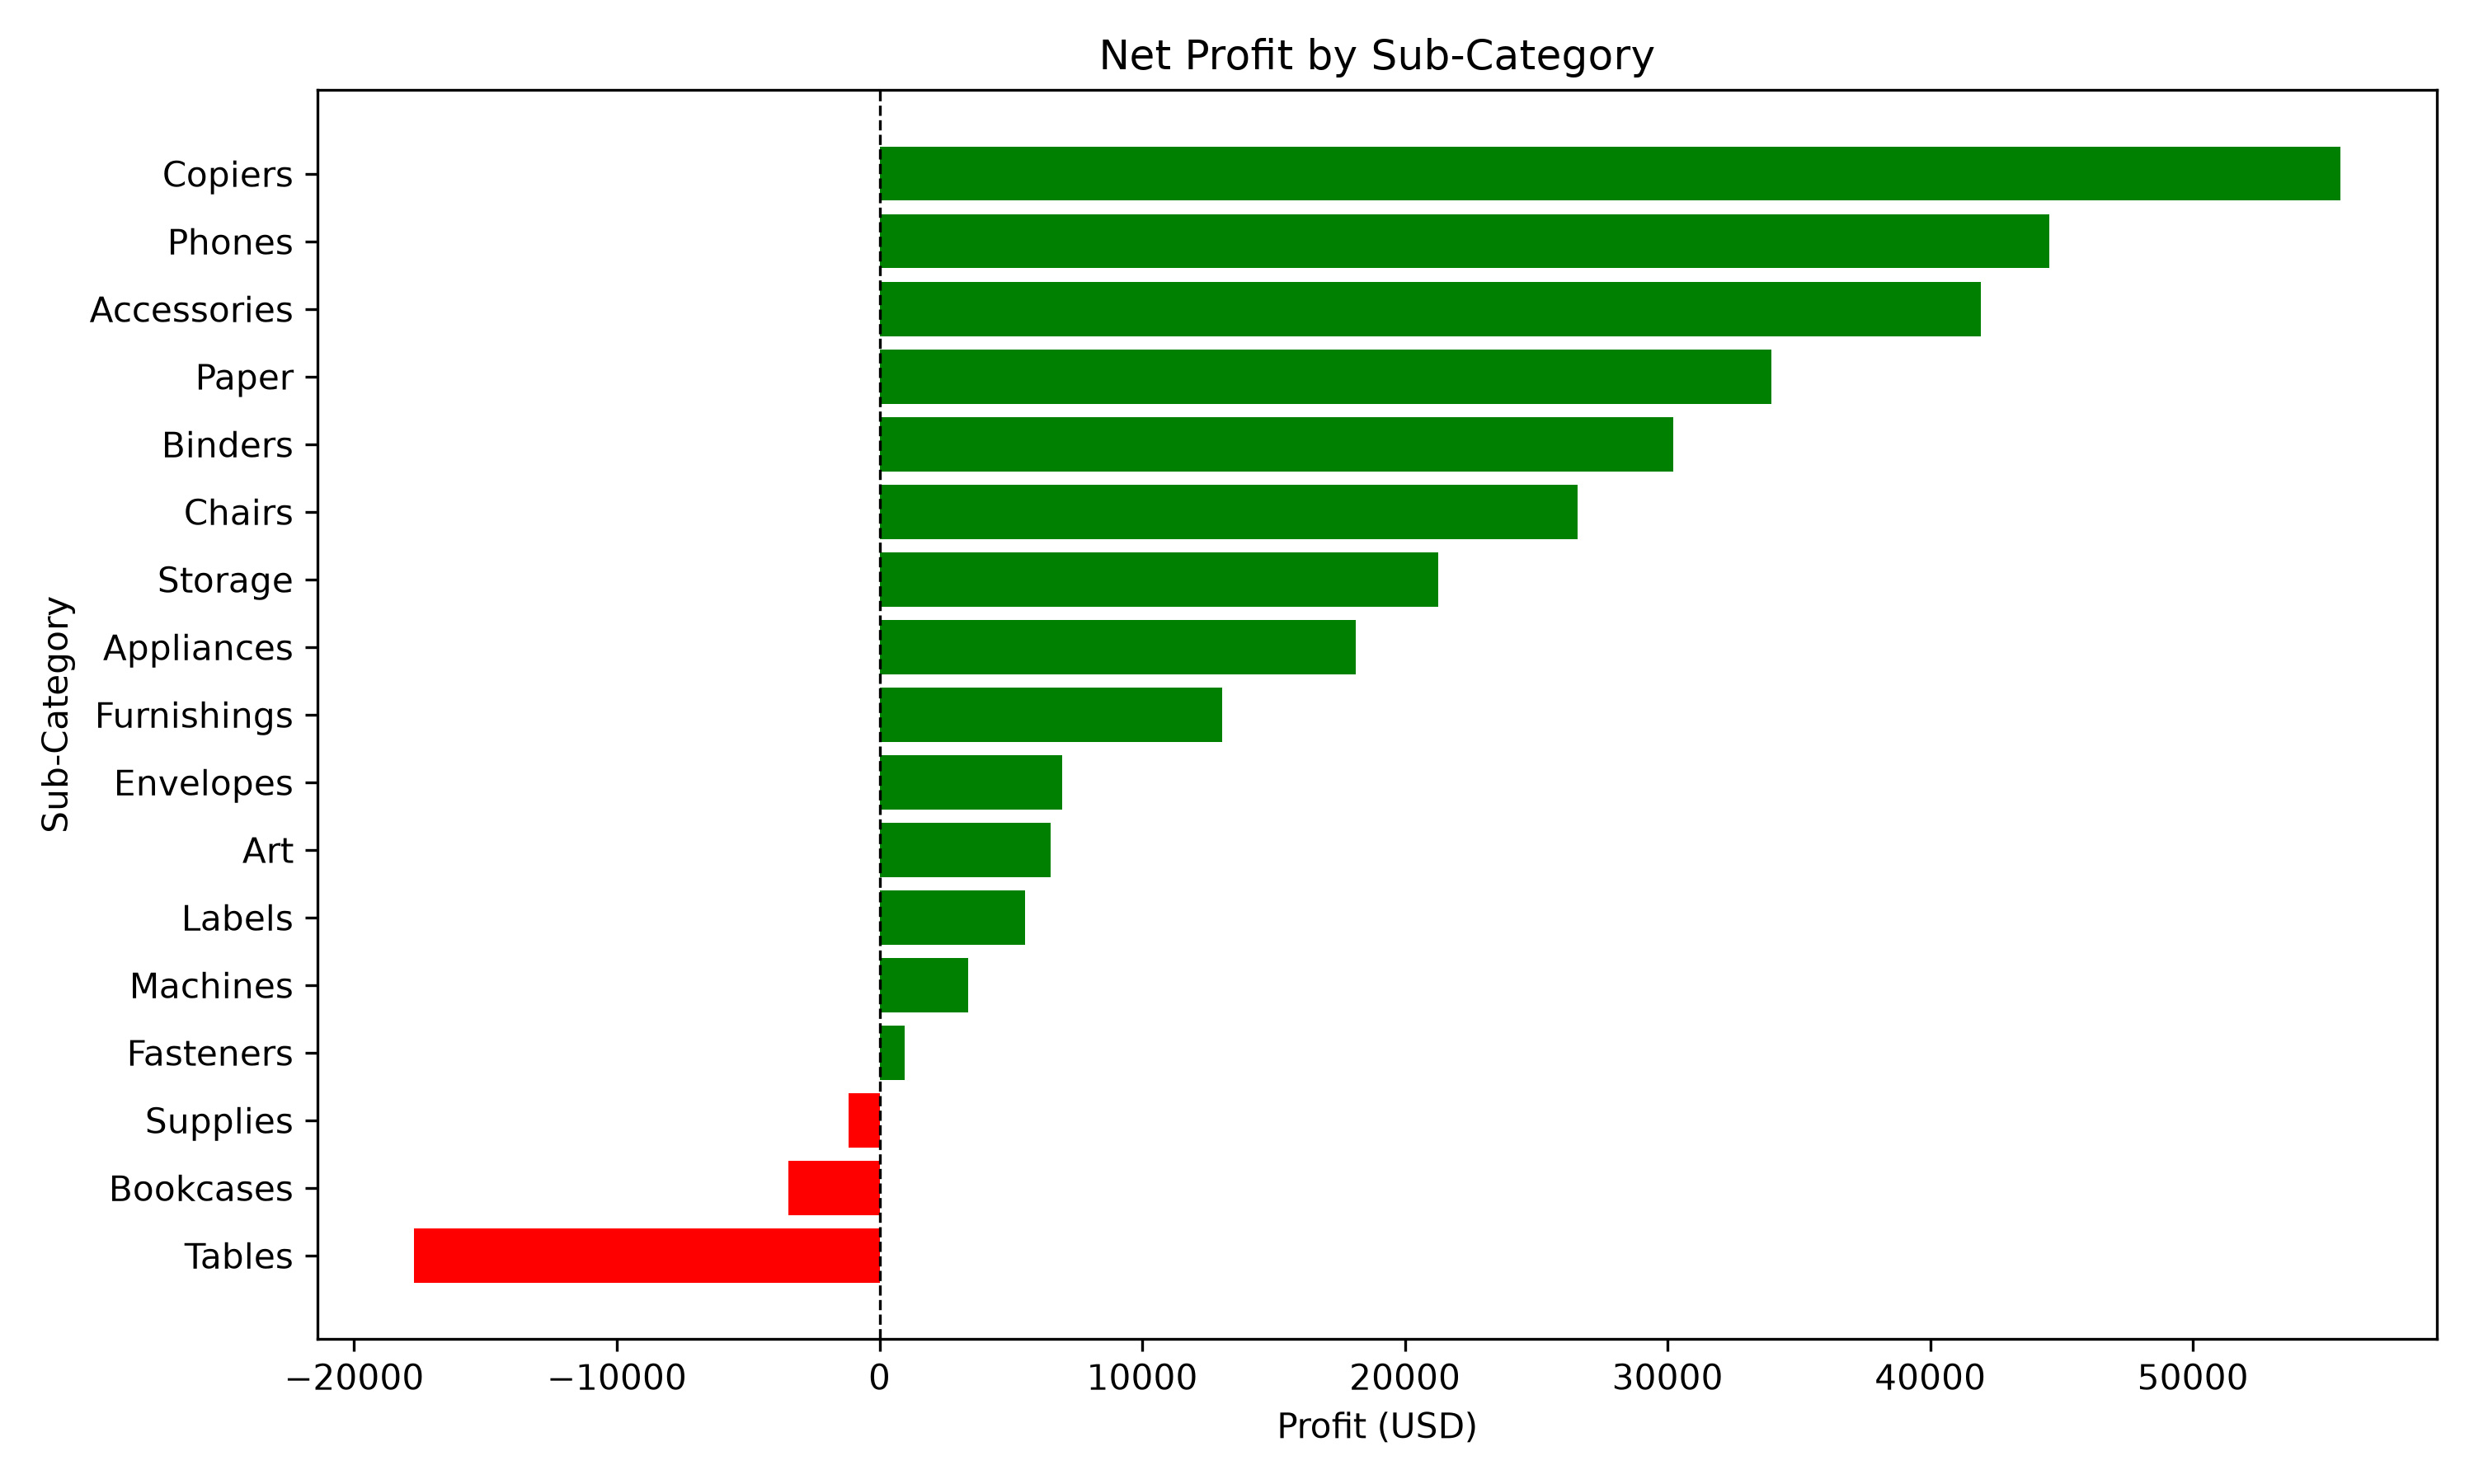 Net Profit by Sub-Category
Sub-Category
Copiers
Phones
Accessories
Paper
Binders
Chairs
Storage
Appliances
Furnishings
Envelopes
Art
Labels
Machines
Fasteners
Supplies
Bookcases
Tables
−20000 −10000 0 10000 20000 30000 40000 50000
Profit (USD)